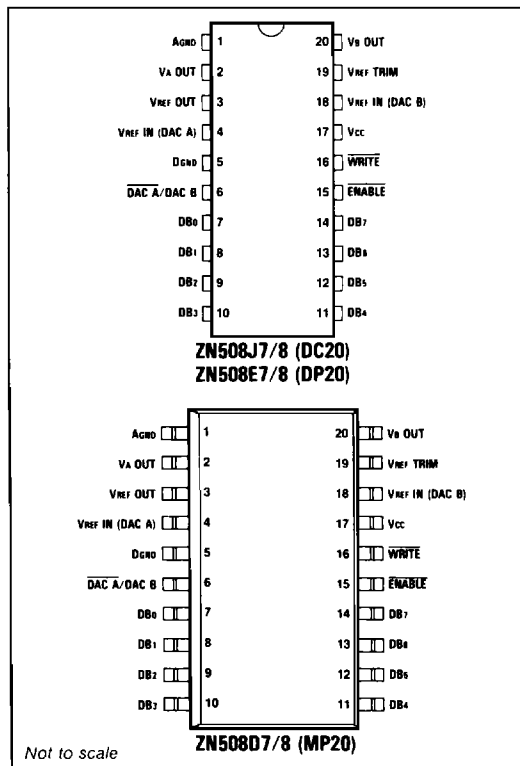 AGND 1 20 VB OUT
VA OUT 2 19 VREF TRIM
VREF OUT 3 18 VREF IN (DAC B)
VREF IN (DAC A) 4 17 VCC
DGND 5 16 WRITE
DAC A/DAC B 6 15 ENABLE
DB0 7 14 DB7
DB1 8 13 DB6
DB2 9 12 DB5
DB3 10 11 DB4
ZN508J7/8 (DC20)
ZN508E7/8 (DP20)
AGND 1 20 VB OUT
VA OUT 2 19 VREF TRIM
VREF OUT 3 18 VREF IN (DAC B)
VREF IN (DAC A) 4 17 VCC
DGND 5 16 WRITE
DAC A/DAC B 6 15 ENABLE
DB0 7 14 DB7
DB1 8 13 DB6
DB2 9 12 DB5
DB3 10 11 DB4
Not to scale
ZN508D7/8 (MP20)